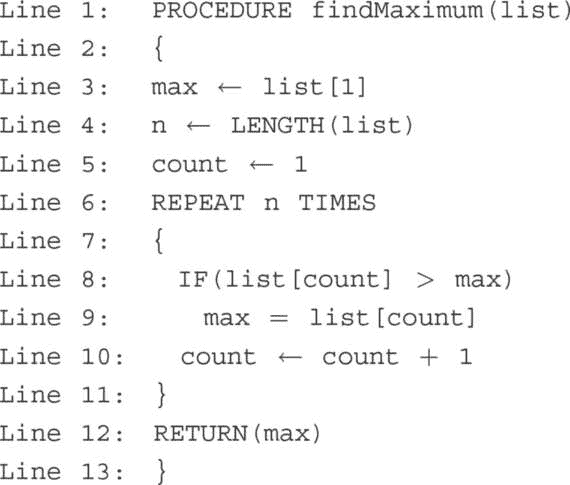 Line 1: PROCEDURE findMaximum(list)
Line 2: {
Line 3: max ← list[1]
Line 4: n ← LENGTH(list)
Line 5: count ← 1
Line 6: REPEAT n TIMES
Line 7: {
Line 8: IF(list[count] > max)
Line 9: max = list[count]
Line 10: count ← count + 1
Line 11: }
Line 12: RETURN(max)
Line 13: }